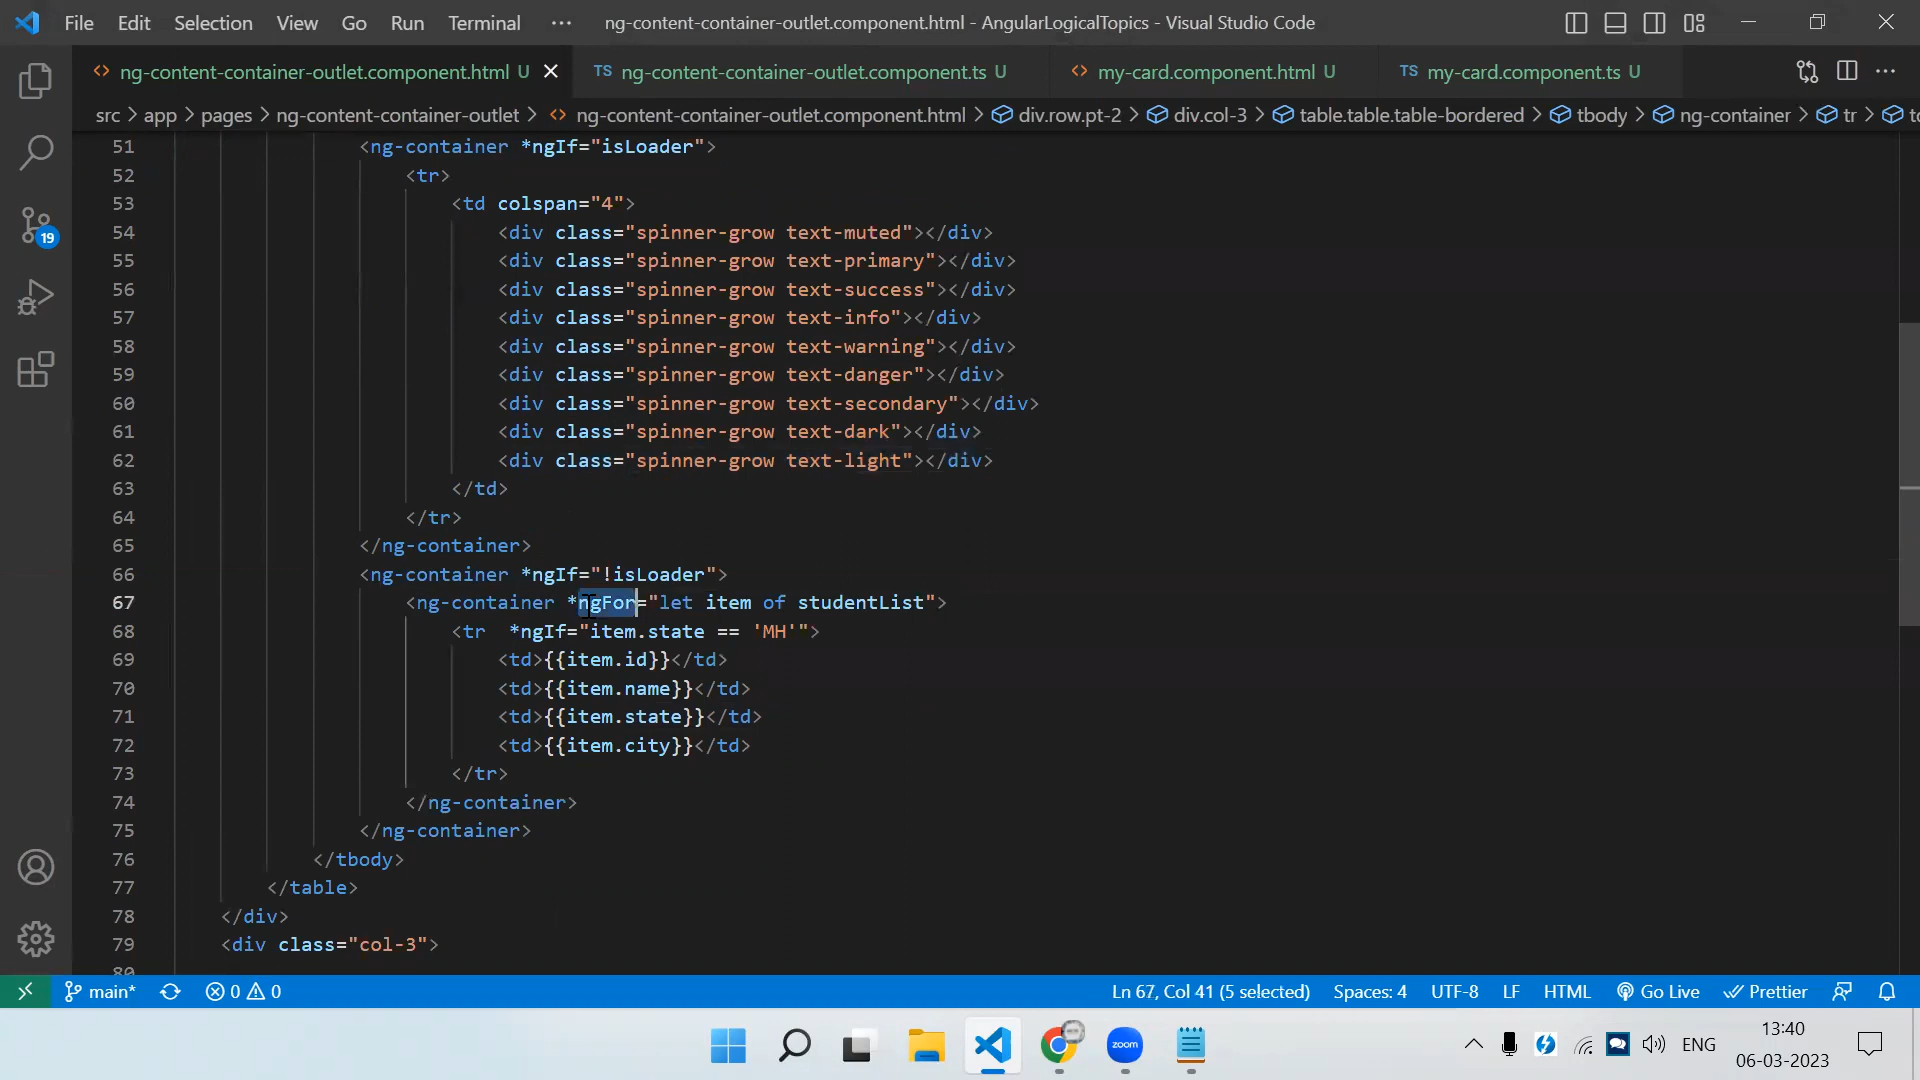 File Edit Selection View Go Run Terminal ··· ng-content-container-outlet.component.html - AngularLogicalTopics - Visual Studio Code
<> ng-content-container-outlet.component.html U TS ng-content-container-outlet.component.ts U <> my-card.component.html U TS my-card.component.ts U
src > app > pages > ng-content-container-outlet > <> ng-content-container-outlet.component.html > div.row.pt-2 > div.col-3 > table.table.table-bordered > tbody > ng-container > tr >
51 <ng-container *ngIf="isLoader">
52 <tr>
53 <td colspan="4">
54 <div class="spinner-grow text-muted"></div>
55 <div class="spinner-grow text-primary"></div>
56 <div class="spinner-grow text-success"></div>
57 <div class="spinner-grow text-info"></div>
58 <div class="spinner-grow text-warning"></div>
59 <div class="spinner-grow text-danger"></div>
60 <div class="spinner-grow text-secondary"></div>
61 <div class="spinner-grow text-dark"></div>
62 <div class="spinner-grow text-light"></div>
63 </td>
64 </tr>
65 </ng-container>
66 <ng-container *ngIf="!isLoader">
67 <ng-container *ngFor="let item of studentList">
68 <tr  *ngIf="item.state == 'MH'">
69 <td>{{item.id}}</td>
70 <td>{{item.name}}</td>
71 <td>{{item.state}}</td>
72 <td>{{item.city}}</td>
73 </tr>
74 </ng-container>
75 </ng-container>
76 </tbody>
77 </table>
78 </div>
79 <div class="col-3">
80
19
main* 0 0 Ln 67, Col 41 (5 selected) Spaces: 4 UTF-8 LF HTML Go Live Prettier
zoom ENG 13:40
06-03-2023